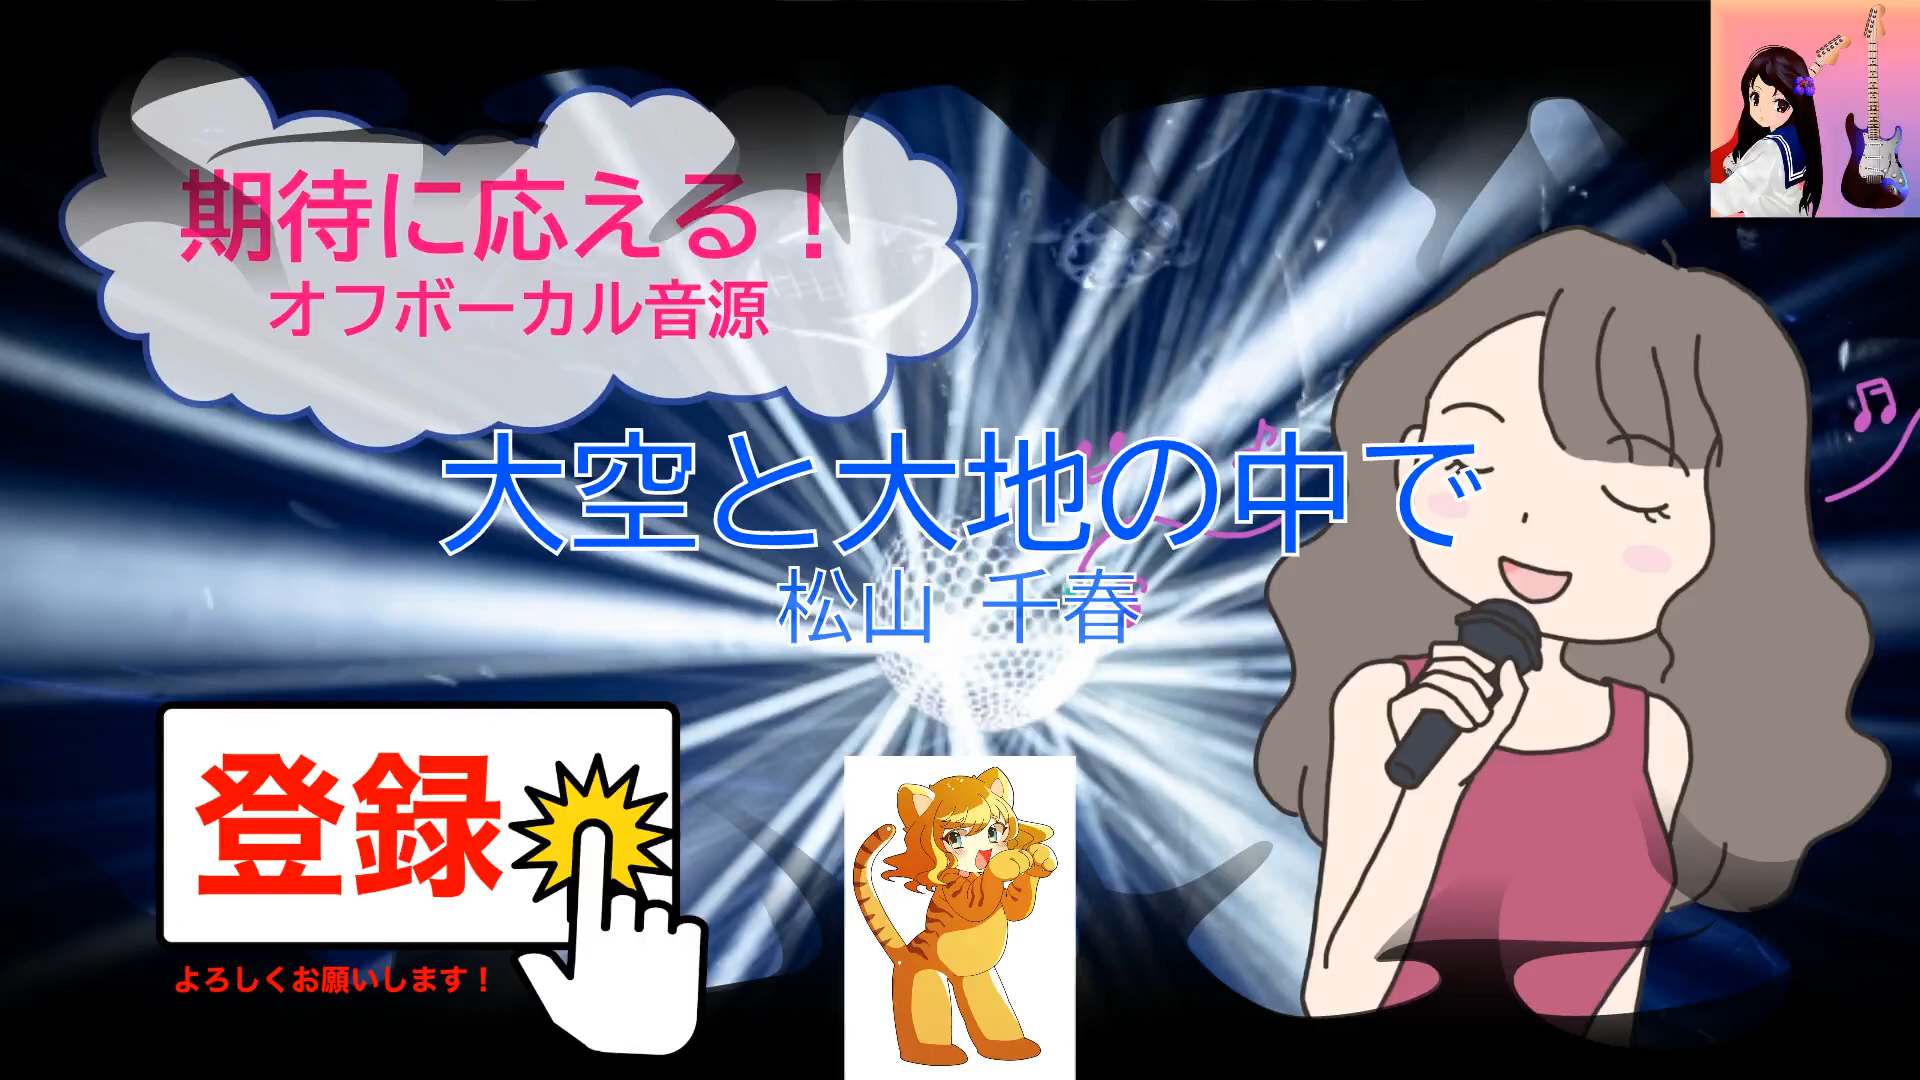 期待に応える！
オフボーカル音源
大空と大地の中で
松山 千春
登録
よろしくお願いします！